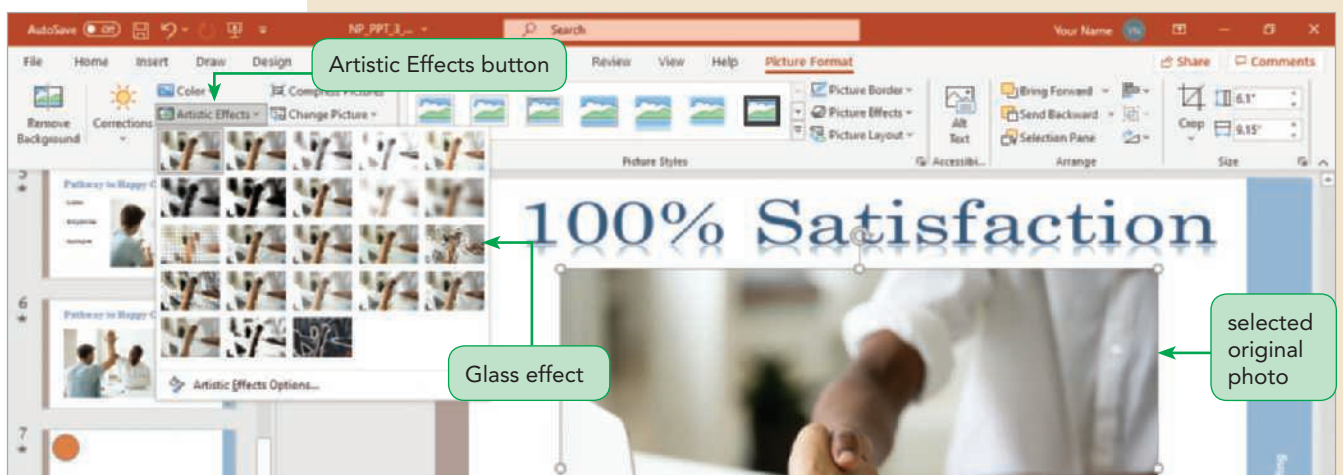 AutoSave Off NP_PPT_3_... Search Your Name YN
File Home Insert Draw Design Review View Help Picture Format Share Comments
Artistic Effects button
Remove Background
Corrections
Color
Artistic Effects
Compress Pictures
Change Picture
Picture Styles
Picture Border
Picture Effects
Picture Layout
Alt Text
Accessibi...
Bring Forward
Send Backward
Selection Pane
Arrange
Crop
6.1"
9.15"
Size
5
Pathway to Happy C
6
Pathway to Happy C
7
Artistic Effects Options...
Glass effect
100% Satisfaction
selected
original
photo